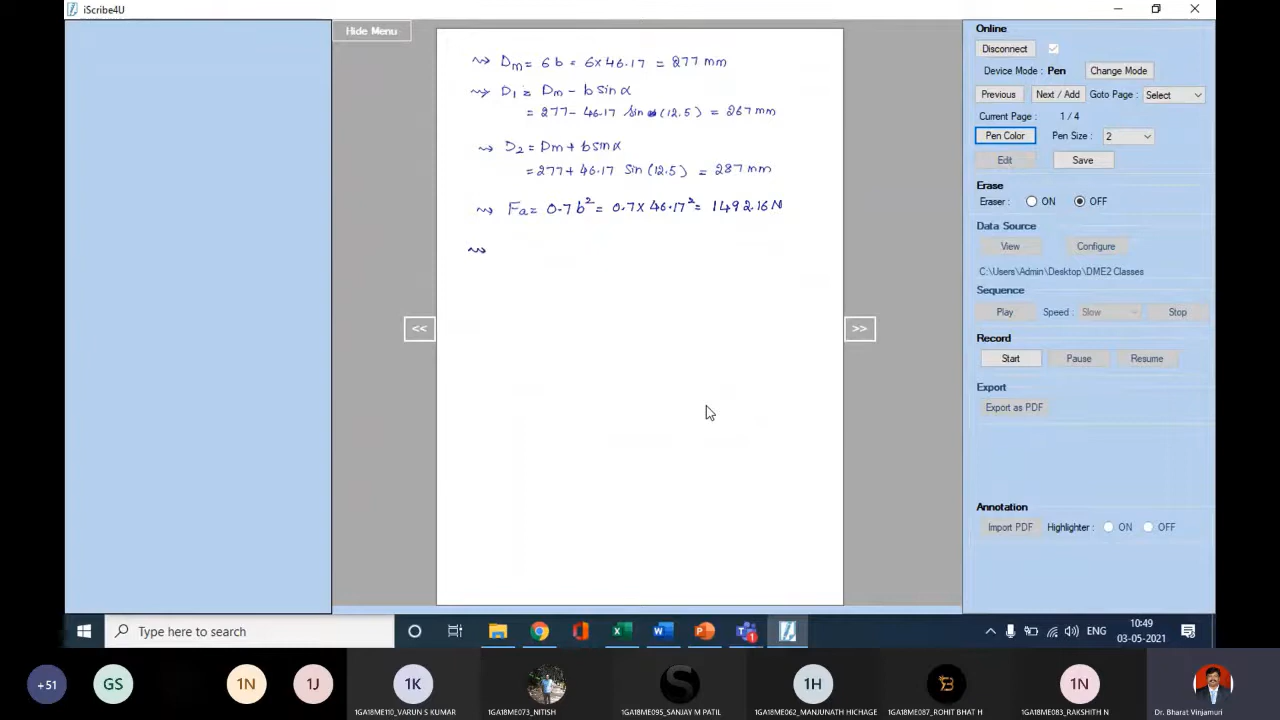 iScribe4U
Hide Menu
⇝ Dm = 6b = 6×46.17 = 277 mm
⇝ D1 = Dm − b sinα
= 277 − 46.17 sin (12.5) = 267 mm
⇝ D2 = Dm + b sinα
= 277 + 46.17 sin (12.5) = 287 mm
⇝ Fa = 0.7 b² = 0.7 × 46.17² = 1492.16 N
⇝
<<
>>
Online
Disconnect
Device Mode : Pen
Change Mode
Previous
Next / Add
Goto Page :
Select
Current Page : 1 / 4
Pen Color
Pen Size :
2
Edit
Save
Erase
Eraser : ON OFF
Data Source
View
Configure
C:\Users\Admin\Desktop\DME2 Classes
Sequence
Play
Speed :
Slow
Stop
Record
Start
Pause
Resume
Export
Export as PDF
Annotation
Import PDF
Highlighter : ON OFF
Type here to search
1
ENG
10:49
03-05-2021
+51
GS
1N
1J
1K
1H
1N
1GA18ME110_VARUN S KUMAR
1GA18ME073_NITISH
1GA18ME095_SANJAY M PATIL
1GA18ME062_MANJUNATH HICHAGE
1GA18ME087_ROHIT BHAT H
1GA18ME083_RAKSHITH N
Dr. Bharat Vinjamuri